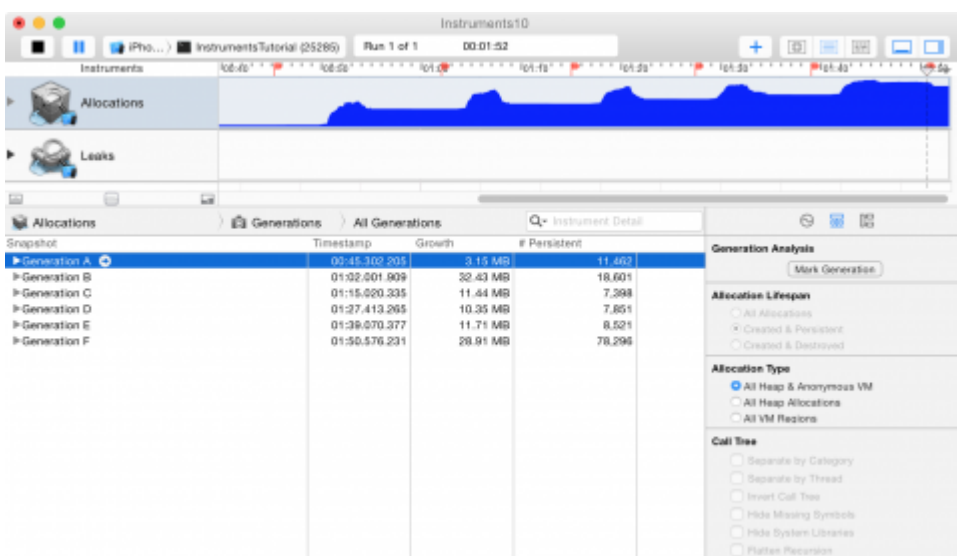 Instruments10
iPho... InstrumentsTutorial (25285) Run 1 of 1 00:01:52
Instruments
Allocations
Leaks
Allocations Generations All Generations Instrument Detail
Snapshot Timestamp Growth # Persistent
Generation A 00:45.302.205 3.15 MB 11,462
Generation B 01:02.001.909 32.43 MB 18,601
Generation C 01:15.020.335 11.44 MB 7,398
Generation D 01:27.413.265 10.35 MB 7,851
Generation E 01:39.070.377 11.71 MB 8,521
Generation F 01:50.576.231 28.91 MB 78,296
Generation Analysis
Mark Generation
Allocation Lifespan
All Allocations
Created & Persistent
Created & Destroyed
Allocation Type
All Heap & Anonymous VM
All Heap Allocations
All VM Regions
Call Tree
Separate by Category
Separate by Thread
Invert Call Tree
Hide Missing Symbols
Hide System Libraries
Flatten Recursion